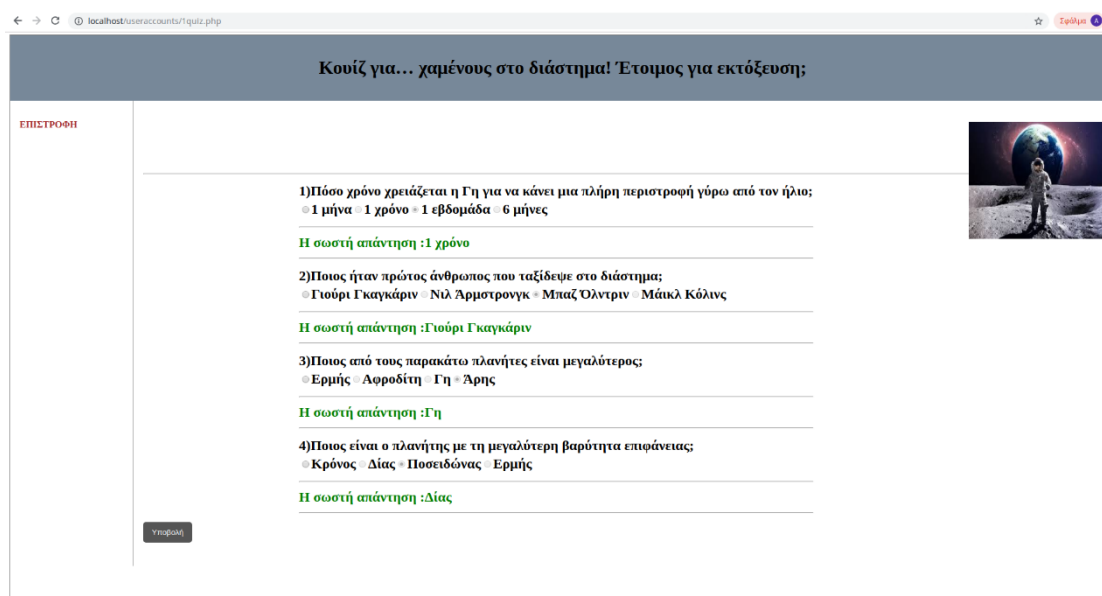 localhost/useraccounts/1quiz.php
Σφάλμα A
Κουίζ για… χαμένους στο διάστημα! Έτοιμος για εκτόξευση;
ΕΠΙΣΤΡΟΦΗ
1)Πόσο χρόνο χρειάζεται η Γη για να κάνει μια πλήρη περιστροφή γύρω από τον ήλιο;
1 μήνα 1 χρόνο 1 εβδομάδα 6 μήνες
Η σωστή απάντηση :1 χρόνο
2)Ποιος ήταν πρώτος άνθρωπος που ταξίδεψε στο διάστημα;
Γιούρι Γκαγκάριν Νιλ Άρμστρονγκ Μπαζ Όλντριν Μάικλ Κόλινς
Η σωστή απάντηση :Γιούρι Γκαγκάριν
3)Ποιος από τους παρακάτω πλανήτες είναι μεγαλύτερος;
Ερμής Αφροδίτη Γη Άρης
Η σωστή απάντηση :Γη
4)Ποιος είναι ο πλανήτης με τη μεγαλύτερη βαρύτητα επιφάνειας;
Κρόνος Δίας Ποσειδώνας Ερμής
Η σωστή απάντηση :Δίας
Υποβολή